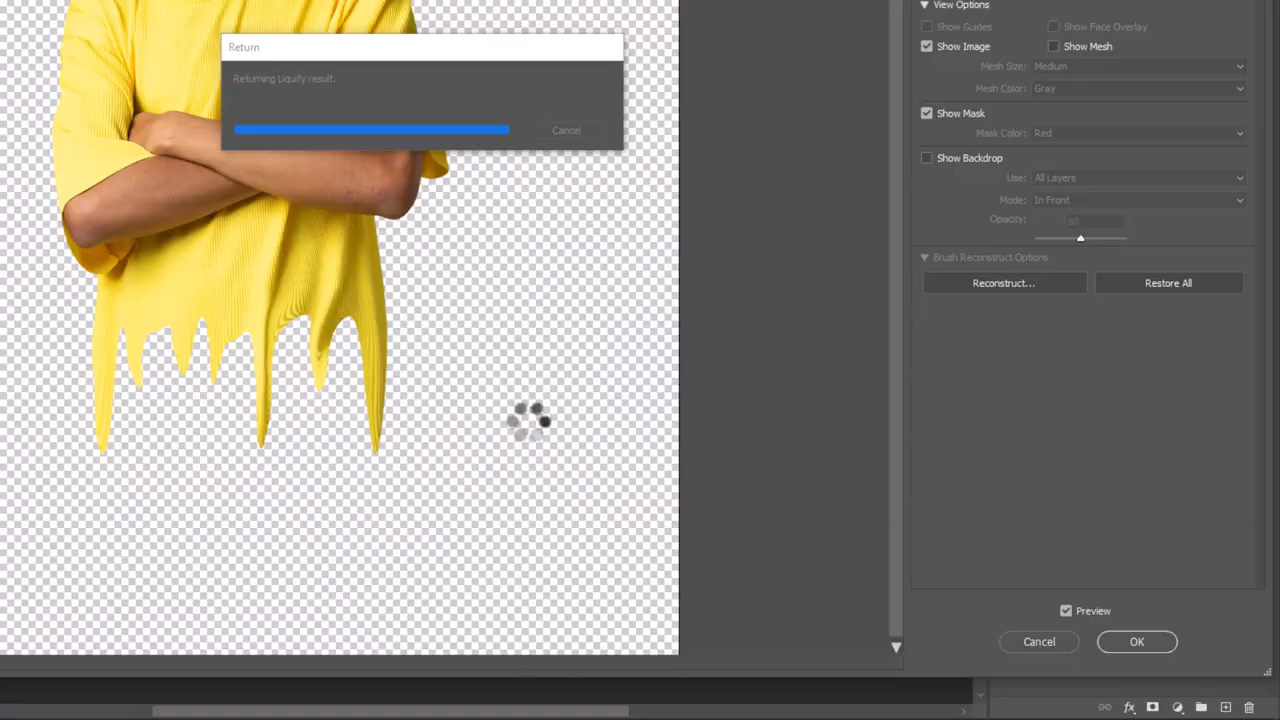 View Options
Show Guides
Show Face Overlay
Show Image
Show Mesh
Mesh Size: Medium
Mesh Color: Gray
Show Mask
Mask Color: Red
Show Backdrop
Use: All Layers
Mode: In Front
Opacity: 50
Brush Reconstruct Options
Reconstruct...
Restore All
Return
Returning Liquify result.
Cancel
Preview
Cancel
OK
fx